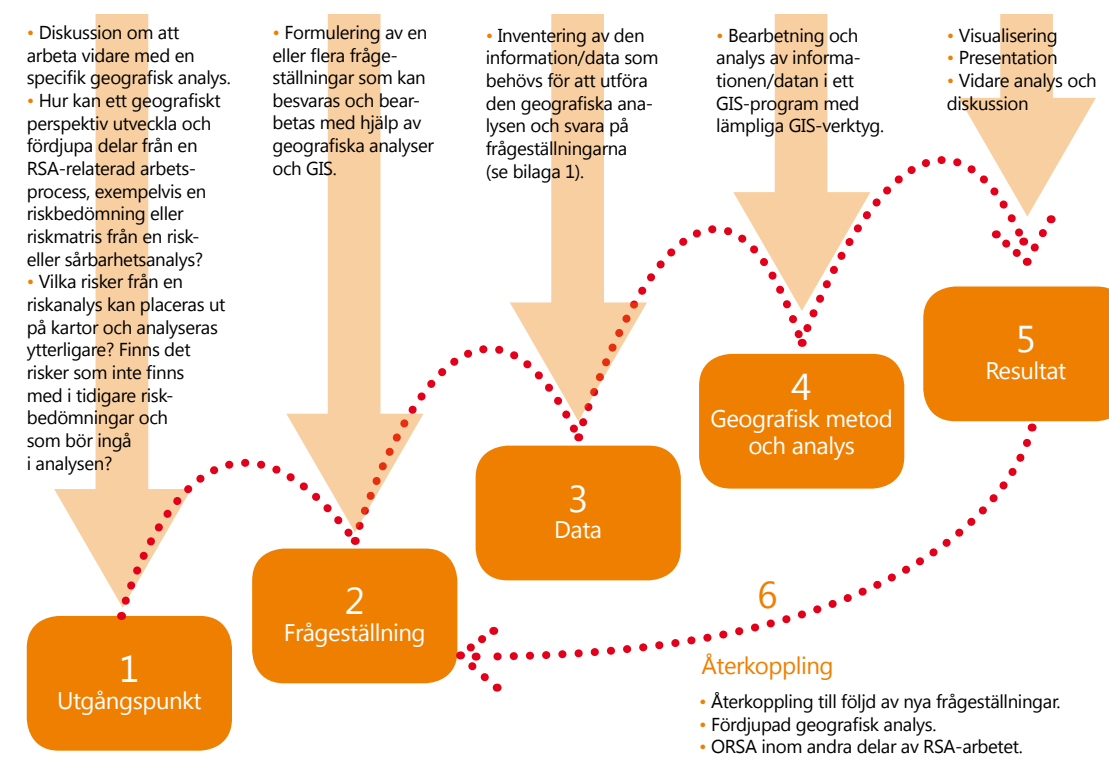 • Diskussion om att
arbeta vidare med en
specifik geografisk analys.
• Hur kan ett geografiskt
perspektiv utveckla och
fördjupa delar från en
RSA-relaterad arbets-
process, exempelvis en
riskbedömning eller
riskmatris från en risk-
eller sårbarhetsanalys?
• Vilka risker från en
riskanalys kan placeras ut
på kartor och analyseras
ytterligare? Finns det
risker som inte finns
med i tidigare risk-
bedömningar och
som bör ingå
i analysen?
1
Utgångspunkt
• Formulering av en
eller flera fråge-
ställningar som kan
besvaras och bear-
betas med hjälp av
geografiska analyser
och GIS.
2
Frågeställning
• Inventering av den
information/data som
behövs för att utföra
den geografiska ana-
lysen och svara på
frågeställningarna
(se bilaga 1).
3
Data
• Bearbetning och
analys av informa-
tionen/datan i ett
GIS-program med
lämpliga GIS-verktyg.
4
Geografisk metod
och analys
• Visualisering
• Presentation
• Vidare analys och
diskussion
5
Resultat
6
Återkoppling
• Återkoppling till följd av nya frågeställningar.
• Fördjupad geografisk analys.
• ORSA inom andra delar av RSA-arbetet.